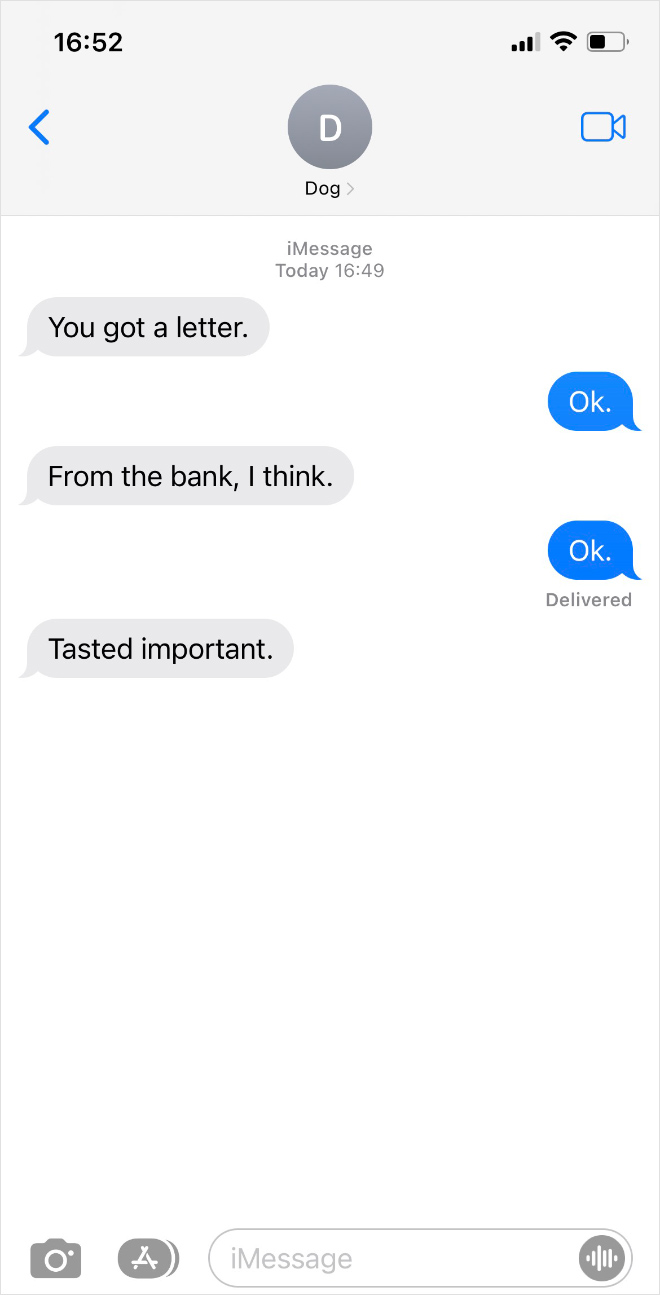 16:52
D
Dog
iMessage
Today 16:49
You got a letter.
Ok.
From the bank, I think.
Ok.
Delivered
Tasted important.
iMessage